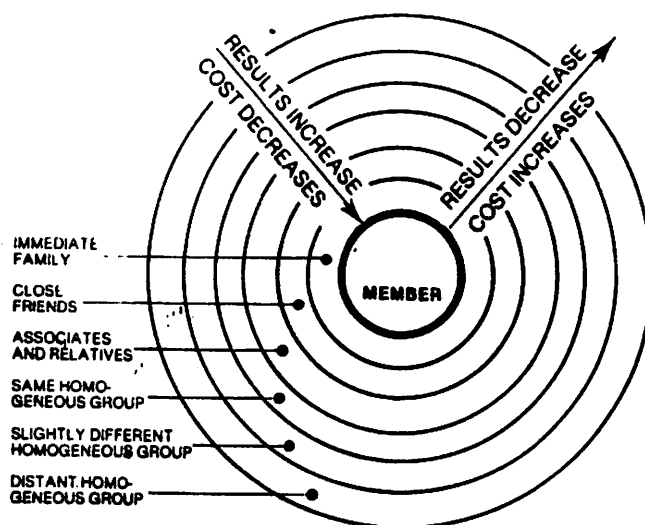 RESULTS INCREASE
COST DECREASES
RESULTS DECREASE
COST INCREASES
MEMBER
IMMEDIATE
FAMILY
CLOSE
FRIENDS
ASSOCIATES
AND RELATIVES
SAME HOMO-
GENEOUS GROUP
SLIGHTLY DIFFERENT
HOMOGENEOUS GROUP
DISTANT HOMO-
GENEOUS GROUP